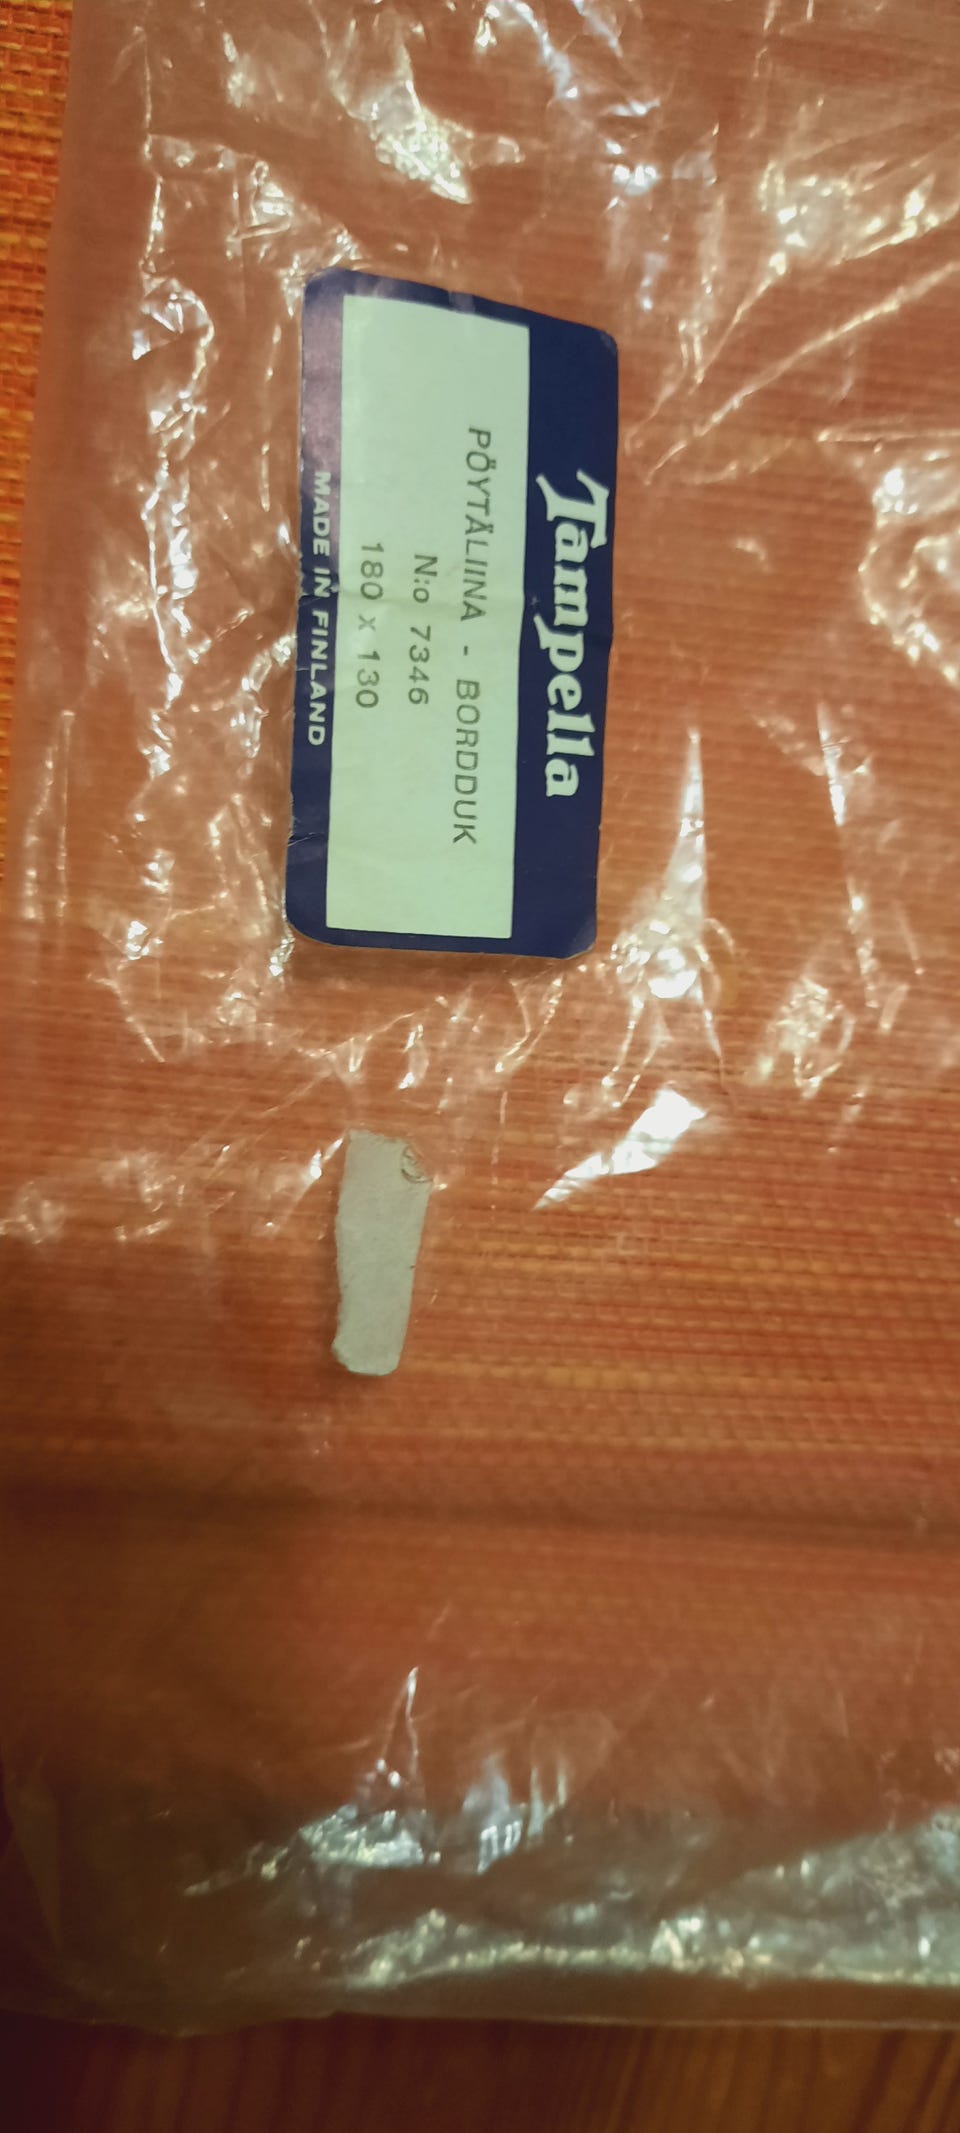 Tampella
PÖYTÄLIINA - BORDDUK
N:o 7346
180 x 130
MADE IN FINLAND